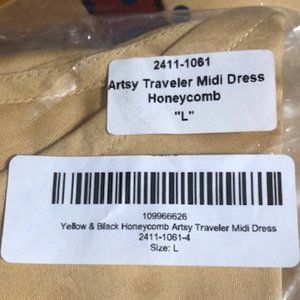 2411-1061
Artsy Traveler Midi Dress
Honeycomb
"L"
109966626
Yellow & Black Honeycomb Artsy Traveler Midi Dress
2411-1061-4
Size: L